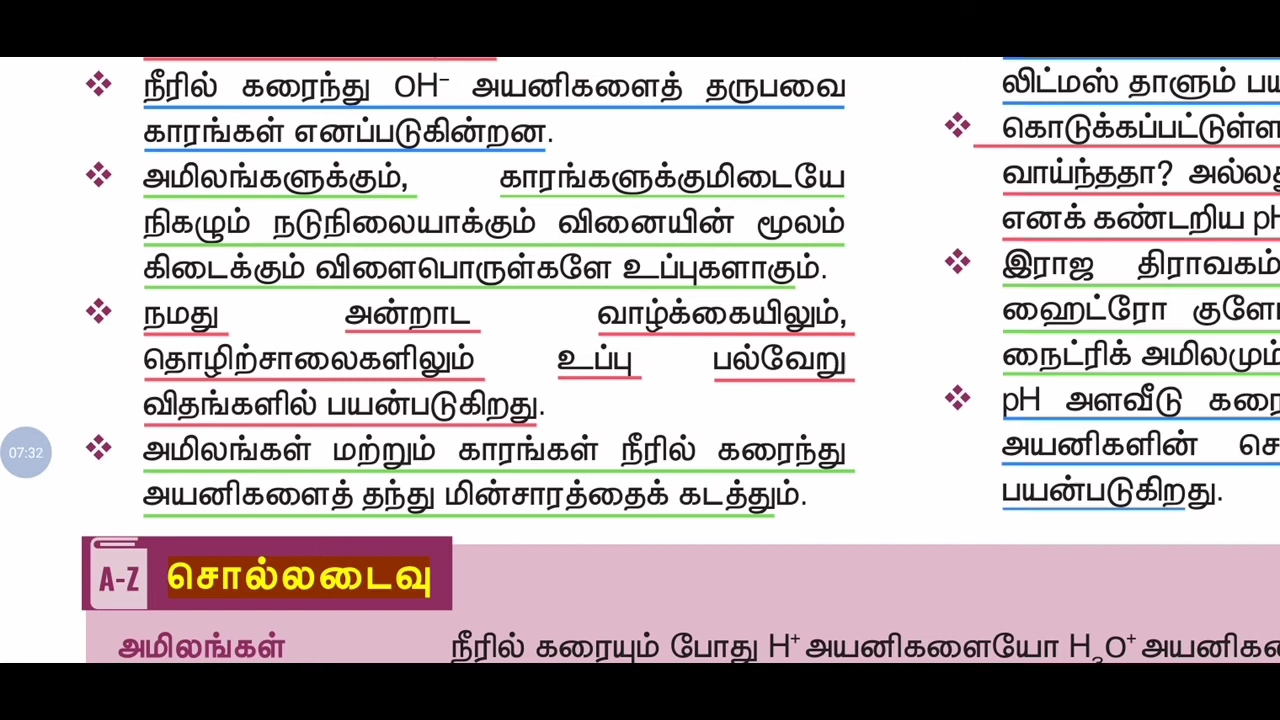 நீரில் கரைந்து OH⁻ அயனிகளைத் தருபவை
காரங்கள் எனப்படுகின்றன.
அமிலங்களுக்கும், காரங்களுக்குமிடையே
நிகழும் நடுநிலையாக்கும் வினையின் மூலம்
கிடைக்கும் விளைபொருள்களே உப்புகளாகும்.
நமது அன்றாட வாழ்க்கையிலும்,
தொழிற்சாலைகளிலும் உப்பு பல்வேறு
விதங்களில் பயன்படுகிறது.
அமிலங்கள் மற்றும் காரங்கள் நீரில் கரைந்து
அயனிகளைத் தந்து மின்சாரத்தைக் கடத்தும்.
லிட்மஸ் தாளும்
கொடுக்கப்பட்டுள்ள
வாய்ந்ததா?
எனக் கண்டறிய pH
இராஜ திராவகம்
ஹைட்ரோ
நைட்ரிக் அமிலமும்
pH அளவீடு
அயனிகளின்
பயன்படுகிறது.
07:32
A-Z சொல்லடைவு
அமிலங்கள் நீரில் கரையும் போது H⁺ அயனிகளையோ H₃O⁺